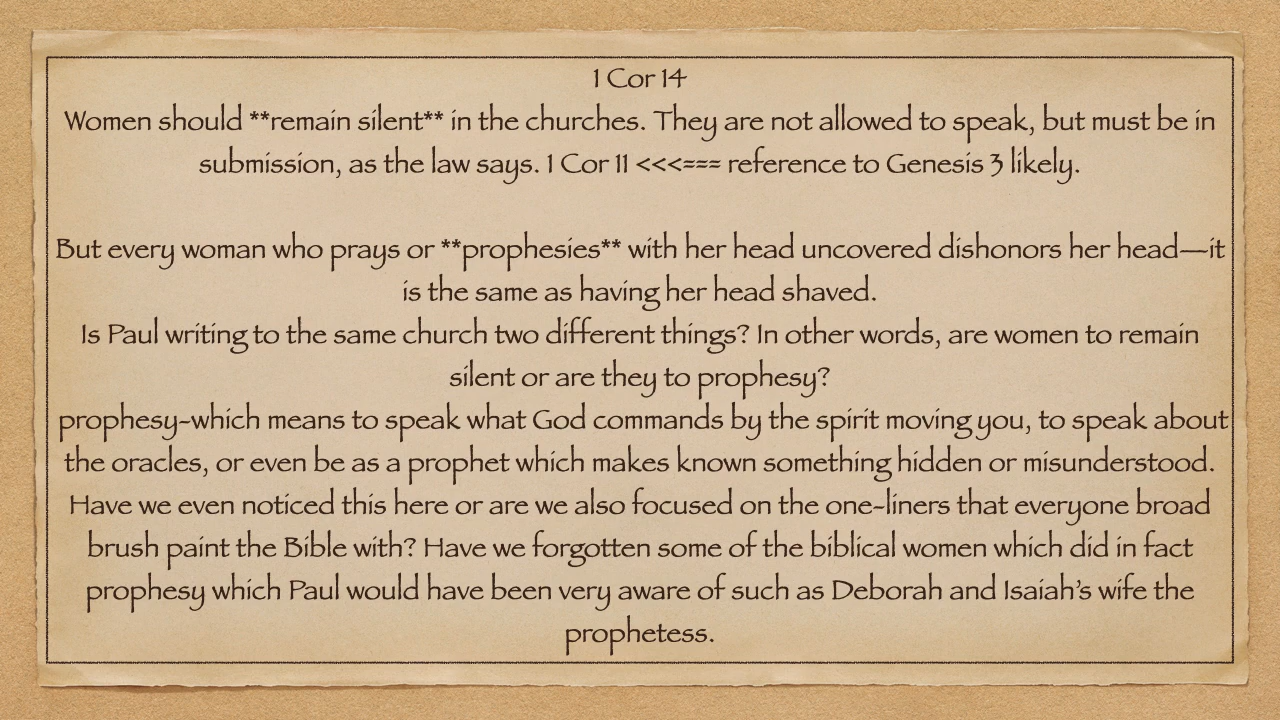 1 Cor 14
Women should **remain silent** in the churches. They are not allowed to speak, but must be in
submission, as the law says. 1 Cor 11 <<<=== reference to Genesis 3 likely.
But every woman who prays or **prophesies** with her head uncovered dishonors her head—it
is the same as having her head shaved.
Is Paul writing to the same church two different things? In other words, are women to remain
silent or are they to prophesy?
prophesy-which means to speak what God commands by the spirit moving you, to speak about
the oracles, or even be as a prophet which makes known something hidden or misunderstood.
Have we even noticed this here or are we also focused on the one-liners that everyone broad
brush paint the Bible with? Have we forgotten some of the biblical women which did in fact
prophesy which Paul would have been very aware of such as Deborah and Isaiah’s wife the
prophetess.